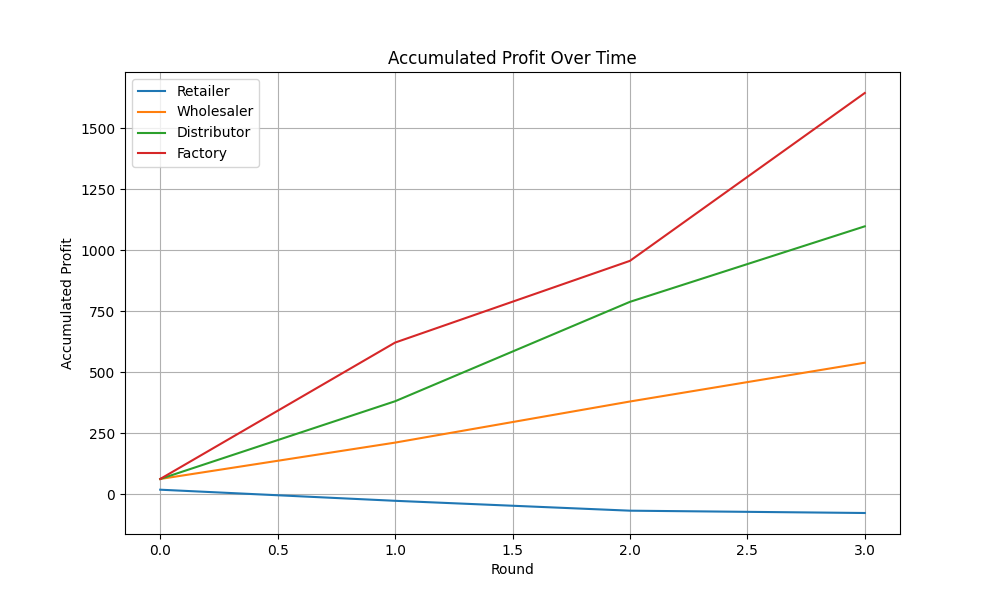 Accumulated Profit Over Time
Retailer
Wholesaler
Distributor
Factory
Accumulated Profit
1500
1250
1000
750
500
250
0
0.0 0.5 1.0 1.5 2.0 2.5 3.0
Round